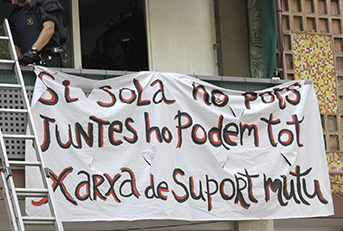 Si sola no pots
Juntes ho Podem tot
Xarxa de Suport mutu